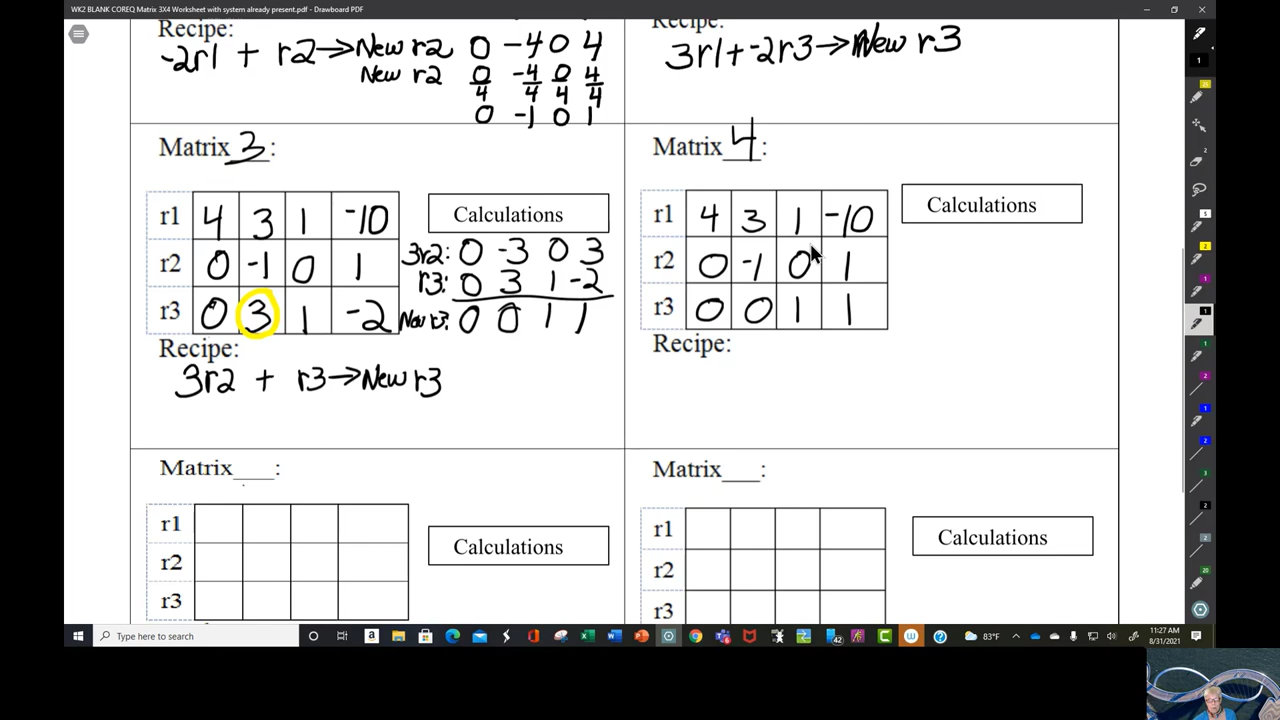 WK2 BLANK COREQ Matrix 3X4 Worksheet with system already present.pdf - Drawboard PDF
Recipe:
-2r1 + r2→New r2 0 -4 0 4
New r2 0/4 -4/4 0/4 4/4
0 -1 0 1
Recipe:
3r1+-2r3→New r3
Matrix 3:
r1 4 3 1 -10
r2 0 -1 0 1
r3 0 3 1 -2
Calculations
3r2: 0 -3 0 3
r3: 0 3 1 -2
New r3: 0 0 1 1
Recipe:
3r2 + r3→New r3
Matrix 4:
r1 4 3 1 -10
r2 0 -1 0 1
r3 0 0 1 1
Calculations
Recipe:
Matrix___:
r1
r2
r3
Calculations
Matrix___:
r1
r2
r3
Calculations
Type here to search
83°F
11:27 AM
8/31/2021